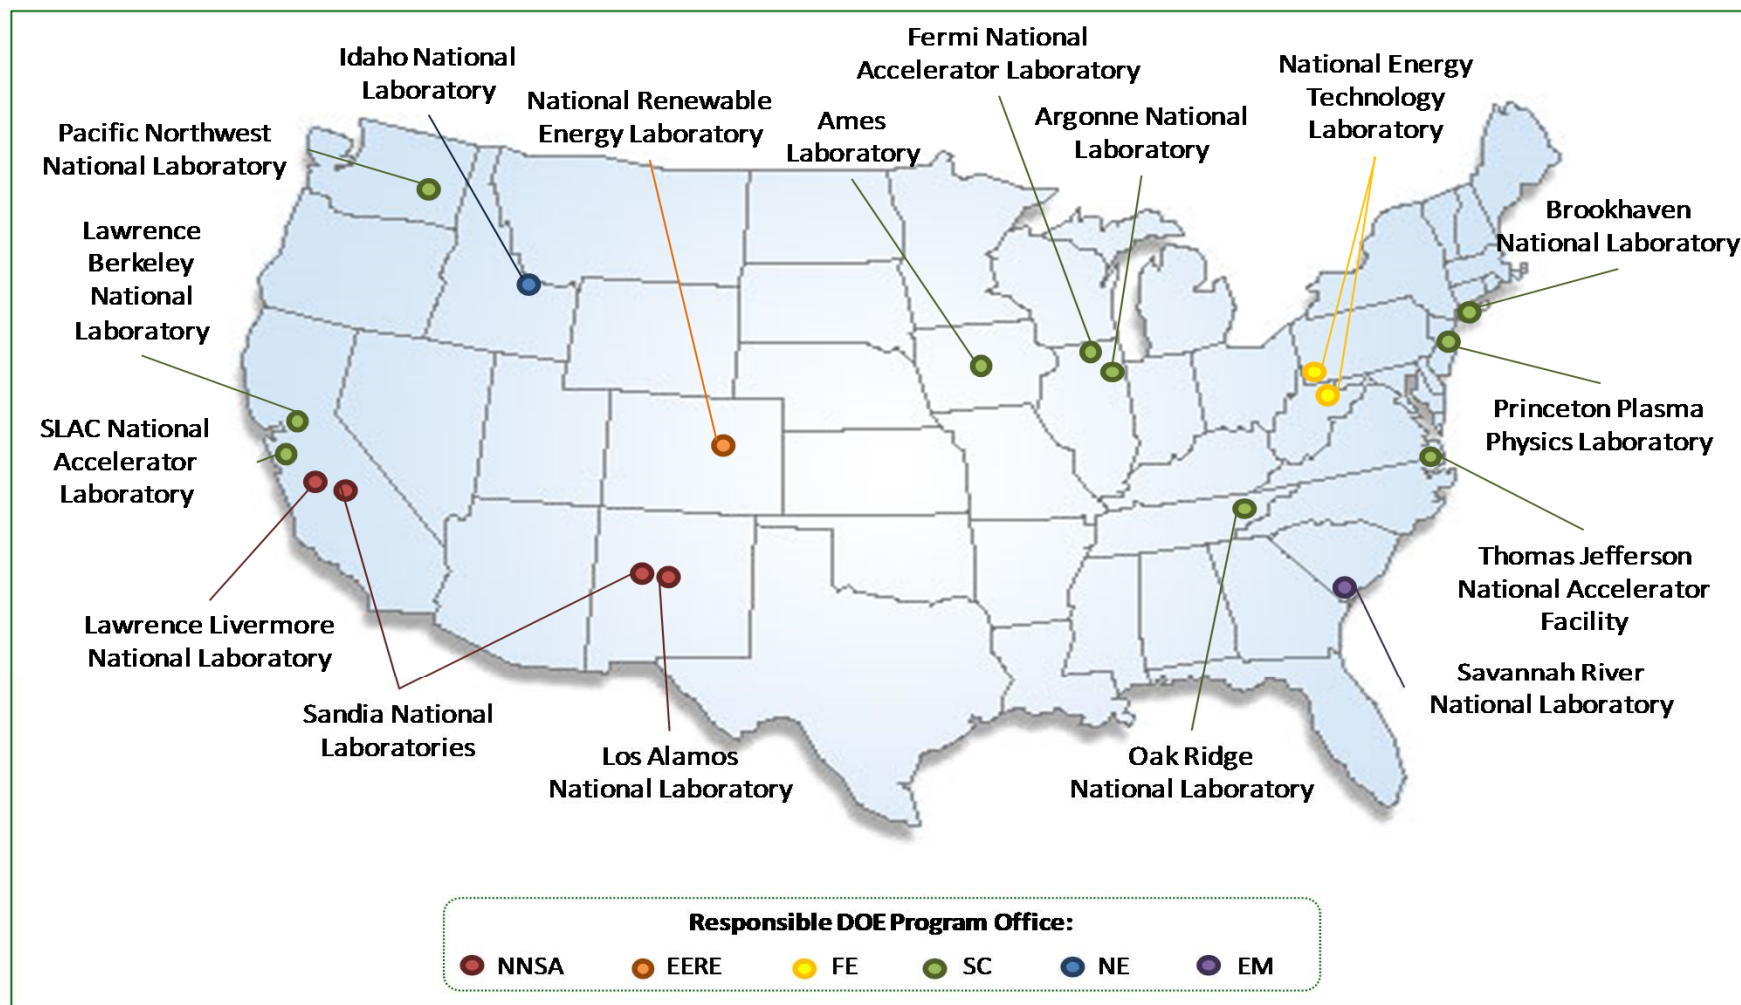 Idaho National
Laboratory
National Renewable
Energy Laboratory
Fermi National
Accelerator Laboratory
Ames
Laboratory
Argonne National
Laboratory
National Energy
Technology
Laboratory
Pacific Northwest
National Laboratory
Brookhaven
National Laboratory
Lawrence
Berkeley
National
Laboratory
SLAC National
Accelerator
Laboratory
Princeton Plasma
Physics Laboratory
Thomas Jefferson
National Accelerator
Facility
Lawrence Livermore
National Laboratory
Savannah River
National Laboratory
Sandia National
Laboratories
Los Alamos
National Laboratory
Oak Ridge
National Laboratory
Responsible DOE Program Office:
NNSA EERE FE SC NE EM